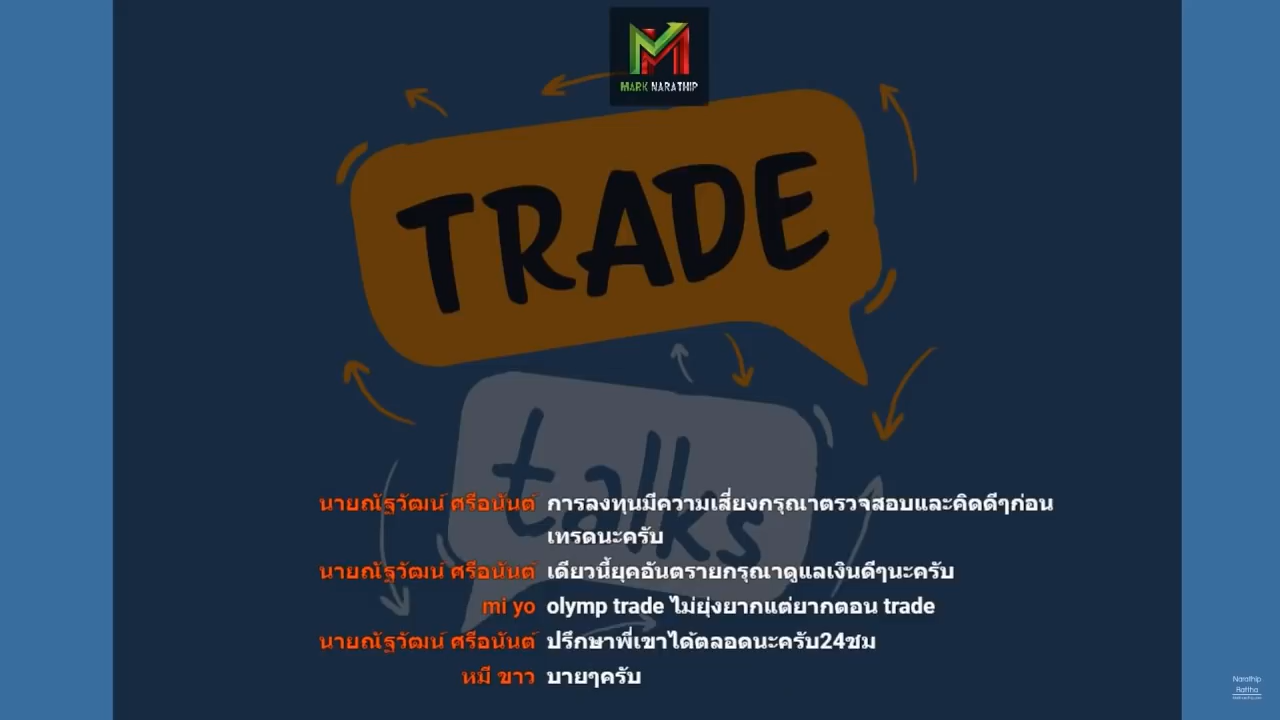 MARK NARATHIP
TRADE
talks
นายณัฐวัฒน์ ศรีอนันต์ การลงทุนมีความเสี่ยงกรุณาตรวจสอบและคิดดีๆก่อน
เทรดนะครับ
นายณัฐวัฒน์ ศรีอนันต์ เดียวนี้ยุคอันตรายกรุณาดูแลเงินดีๆนะครับ
mi yo olymp trade ไม่ยุ่งยากแต่ยากตอน trade
นายณัฐวัฒน์ ศรีอนันต์ ปรึกษาพี่เขาได้ตลอดนะครับ24ชม
หมี ขาว บายๆครับ
Narathip
Rattha